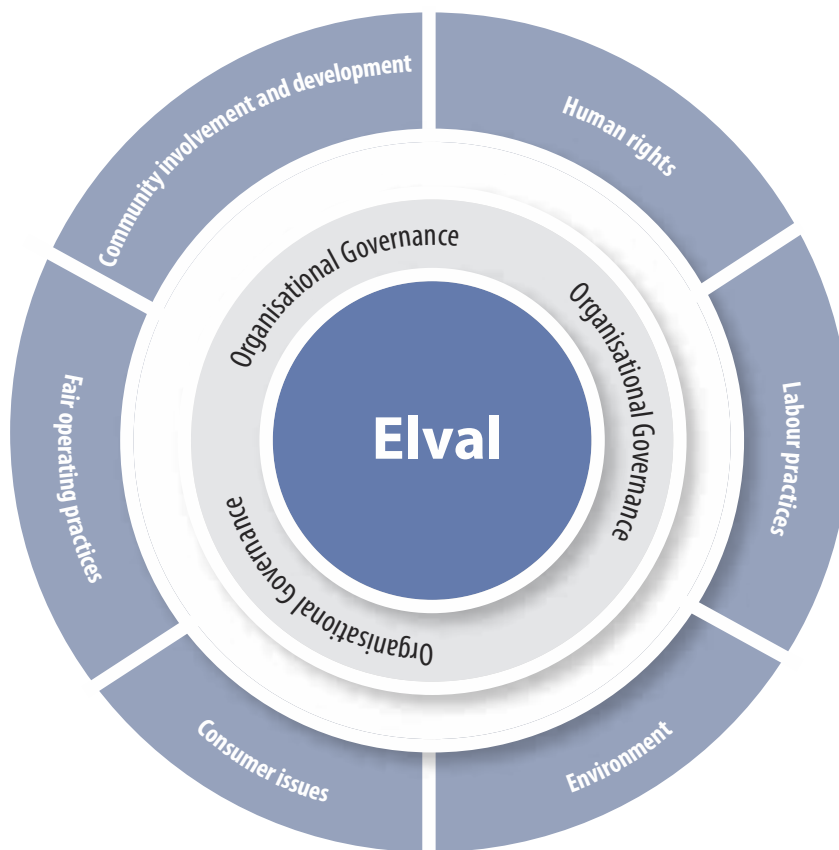 Community involvement and development
Human rights
Organisational Governance
Organisational Governance
Elval
Labour practices
Fair operating practices
Organisational Governance
Consumer issues
Environment